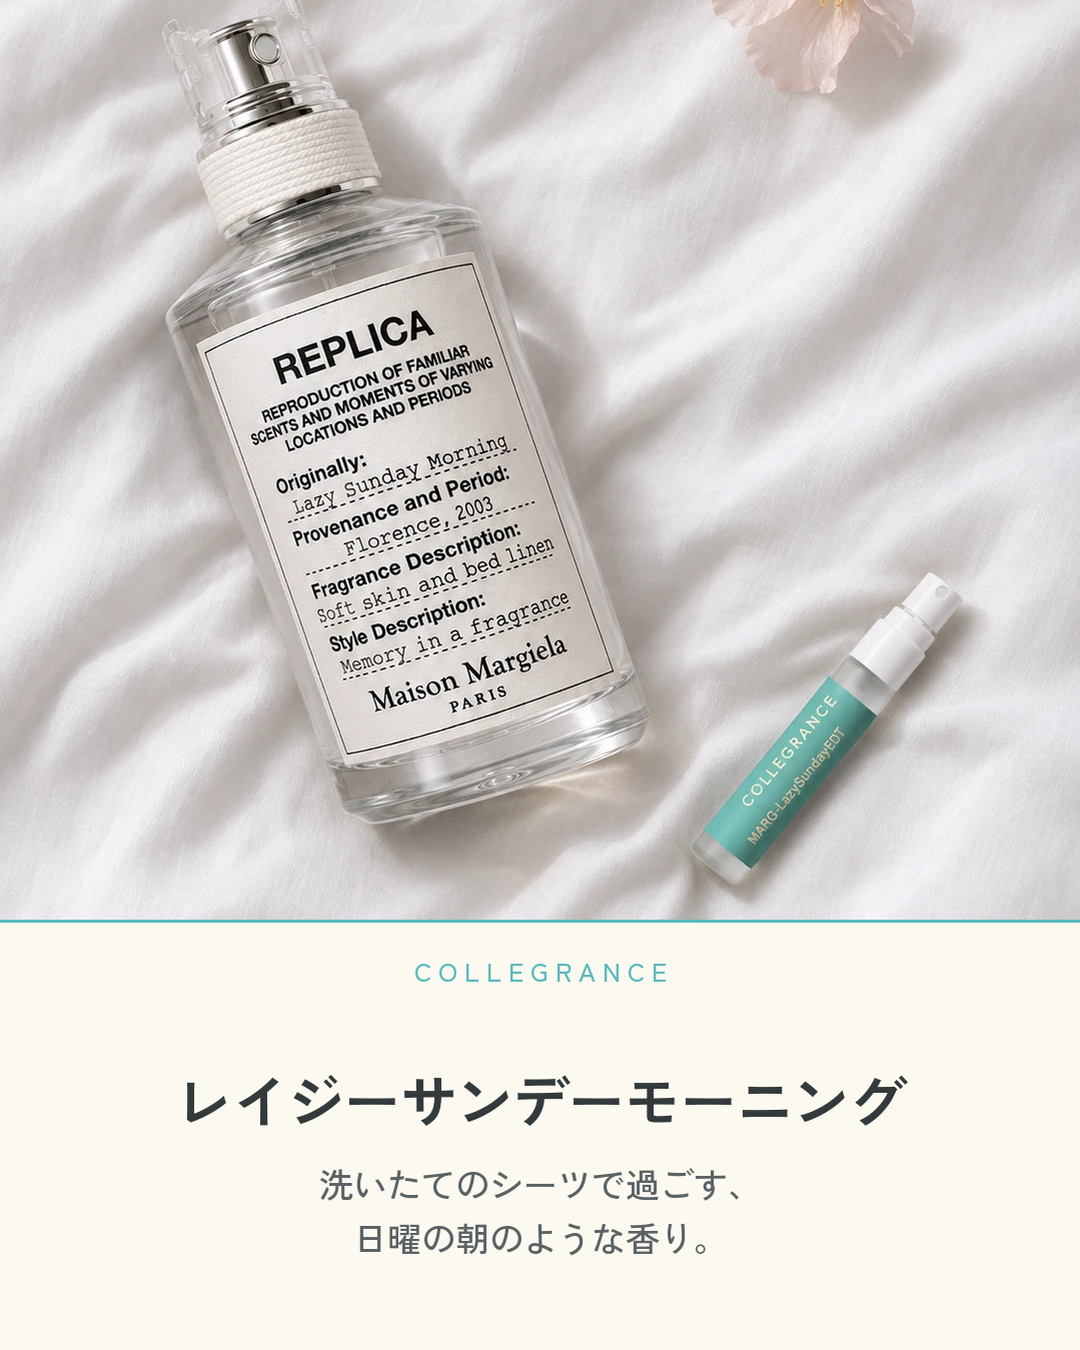 REPLICA
REPRODUCTION OF FAMILIAR
SCENTS AND MOMENTS OF VARYING
LOCATIONS AND PERIODS
Originally:
Lazy Sunday Morning
Provenance and Period:
Florence, 2003
Fragrance Description:
Soft skin and bed linen
Style Description:
Memory in a fragrance
Maison Margiela
PARIS
COLLEGRANCE
MARG-LazySundayEDT
COLLEGRANCE
レイジーサンデーモーニング
洗いたてのシーツで過ごす、
日曜の朝のような香り。